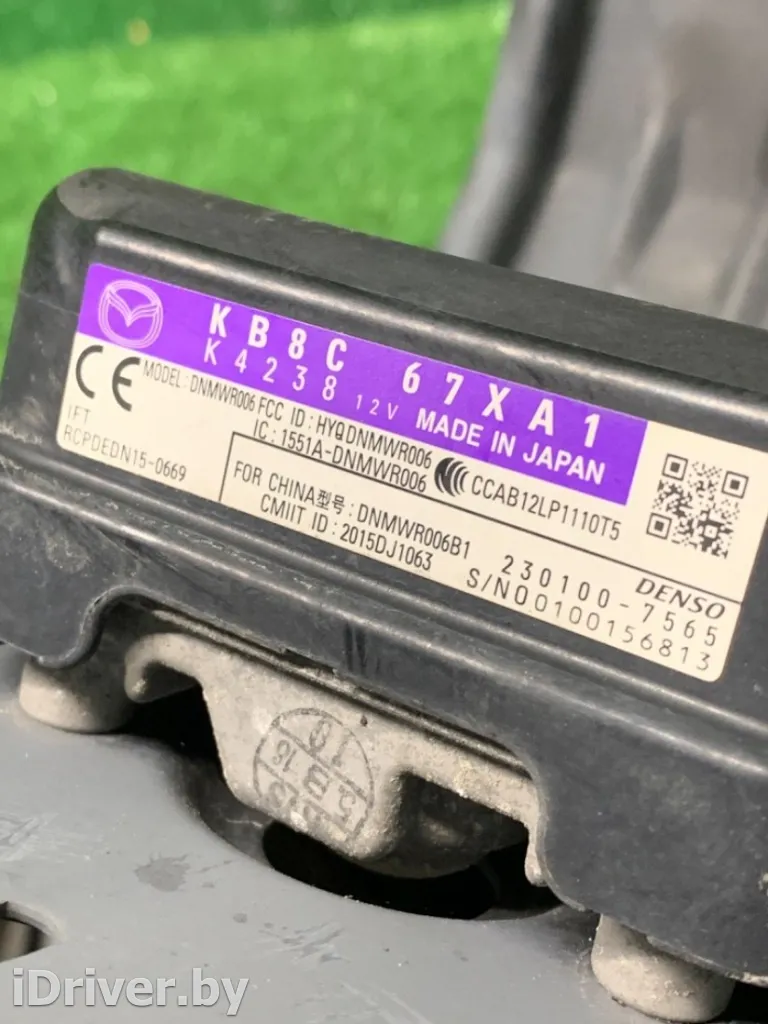 KB8C 67XA1
K4238 12V MADE IN JAPAN
CE
MODEL: DNMWR006 FCC ID: HYQDNMWR006
IC: 1551A-DNMWR006
CCAB12LP1110T5
IFT
RCPDEDN15-0669
FOR CHINA型号: DNMWR006B1
CMIIT ID: 2015DJ1063
DENSO
230100-7565
S/N00100156813
iDriver.by